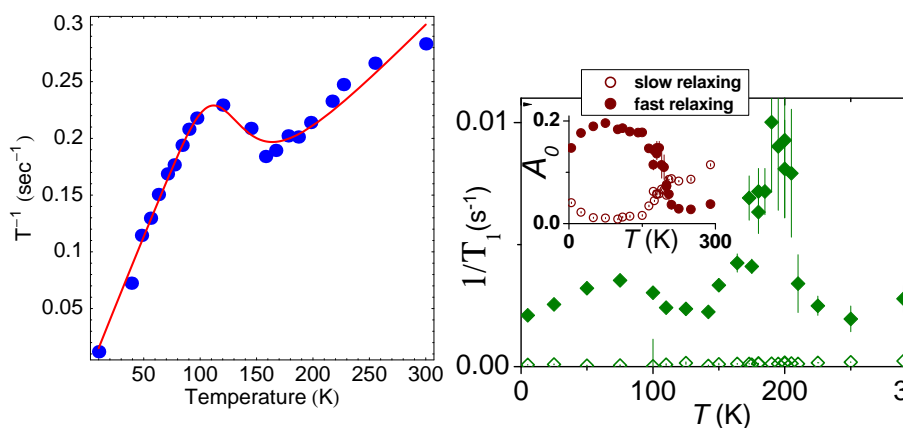 0.3
0.25
0.2
0.15
0.1
0.05
T⁻¹ (sec⁻¹)
50 100 150 200 250 300
Temperature (K)
slow relaxing
fast relaxing
0.2
0.0
A₀
0 290
T (K)
0.01
0.00
1/T₁(s⁻¹)
0 100 200 3
T (K)